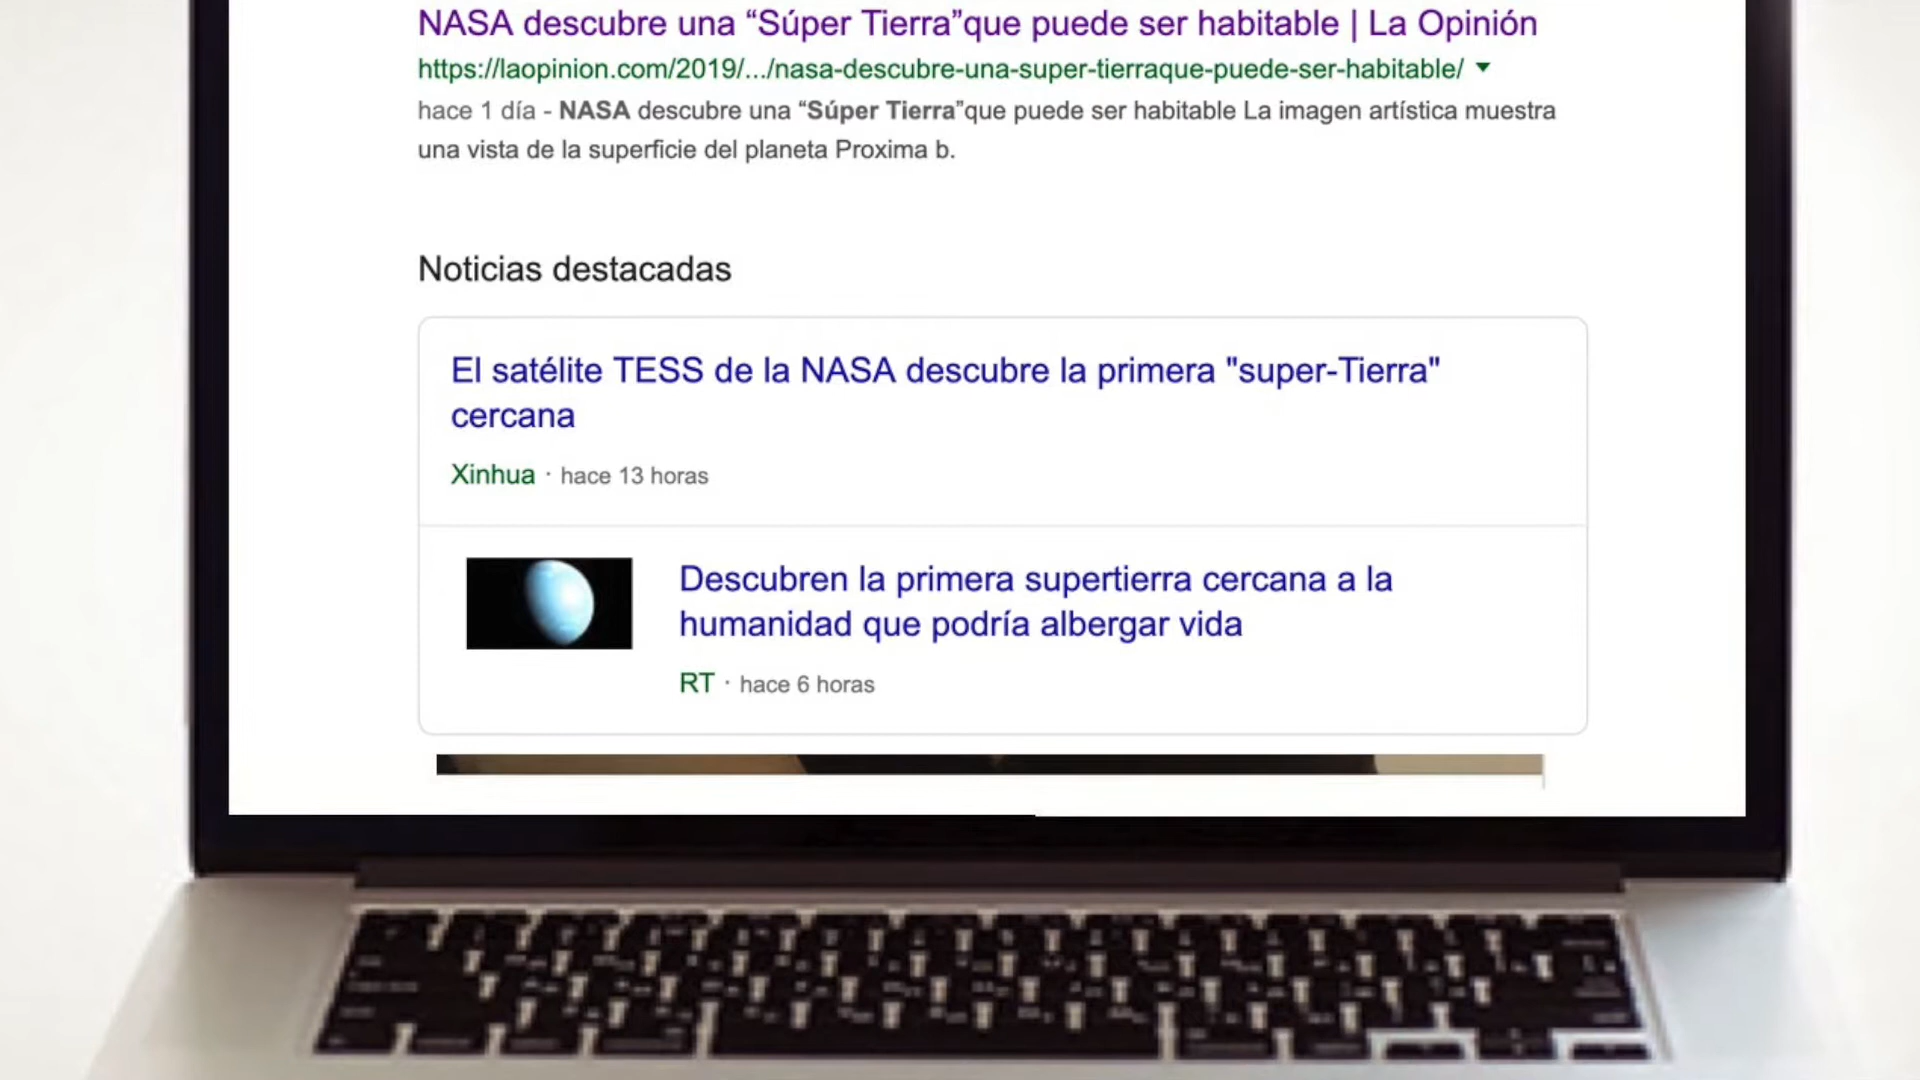 NASA descubre una “Súper Tierra”que puede ser habitable | La Opinión
https://laopinion.com/2019/.../nasa-descubre-una-super-tierraque-puede-ser-habitable/
hace 1 día - NASA descubre una “Súper Tierra”que puede ser habitable La imagen artística muestra
una vista de la superficie del planeta Proxima b.
Noticias destacadas
El satélite TESS de la NASA descubre la primera "super-Tierra"
cercana
Xinhua · hace 13 horas
Descubren la primera supertierra cercana a la
humanidad que podría albergar vida
RT · hace 6 horas